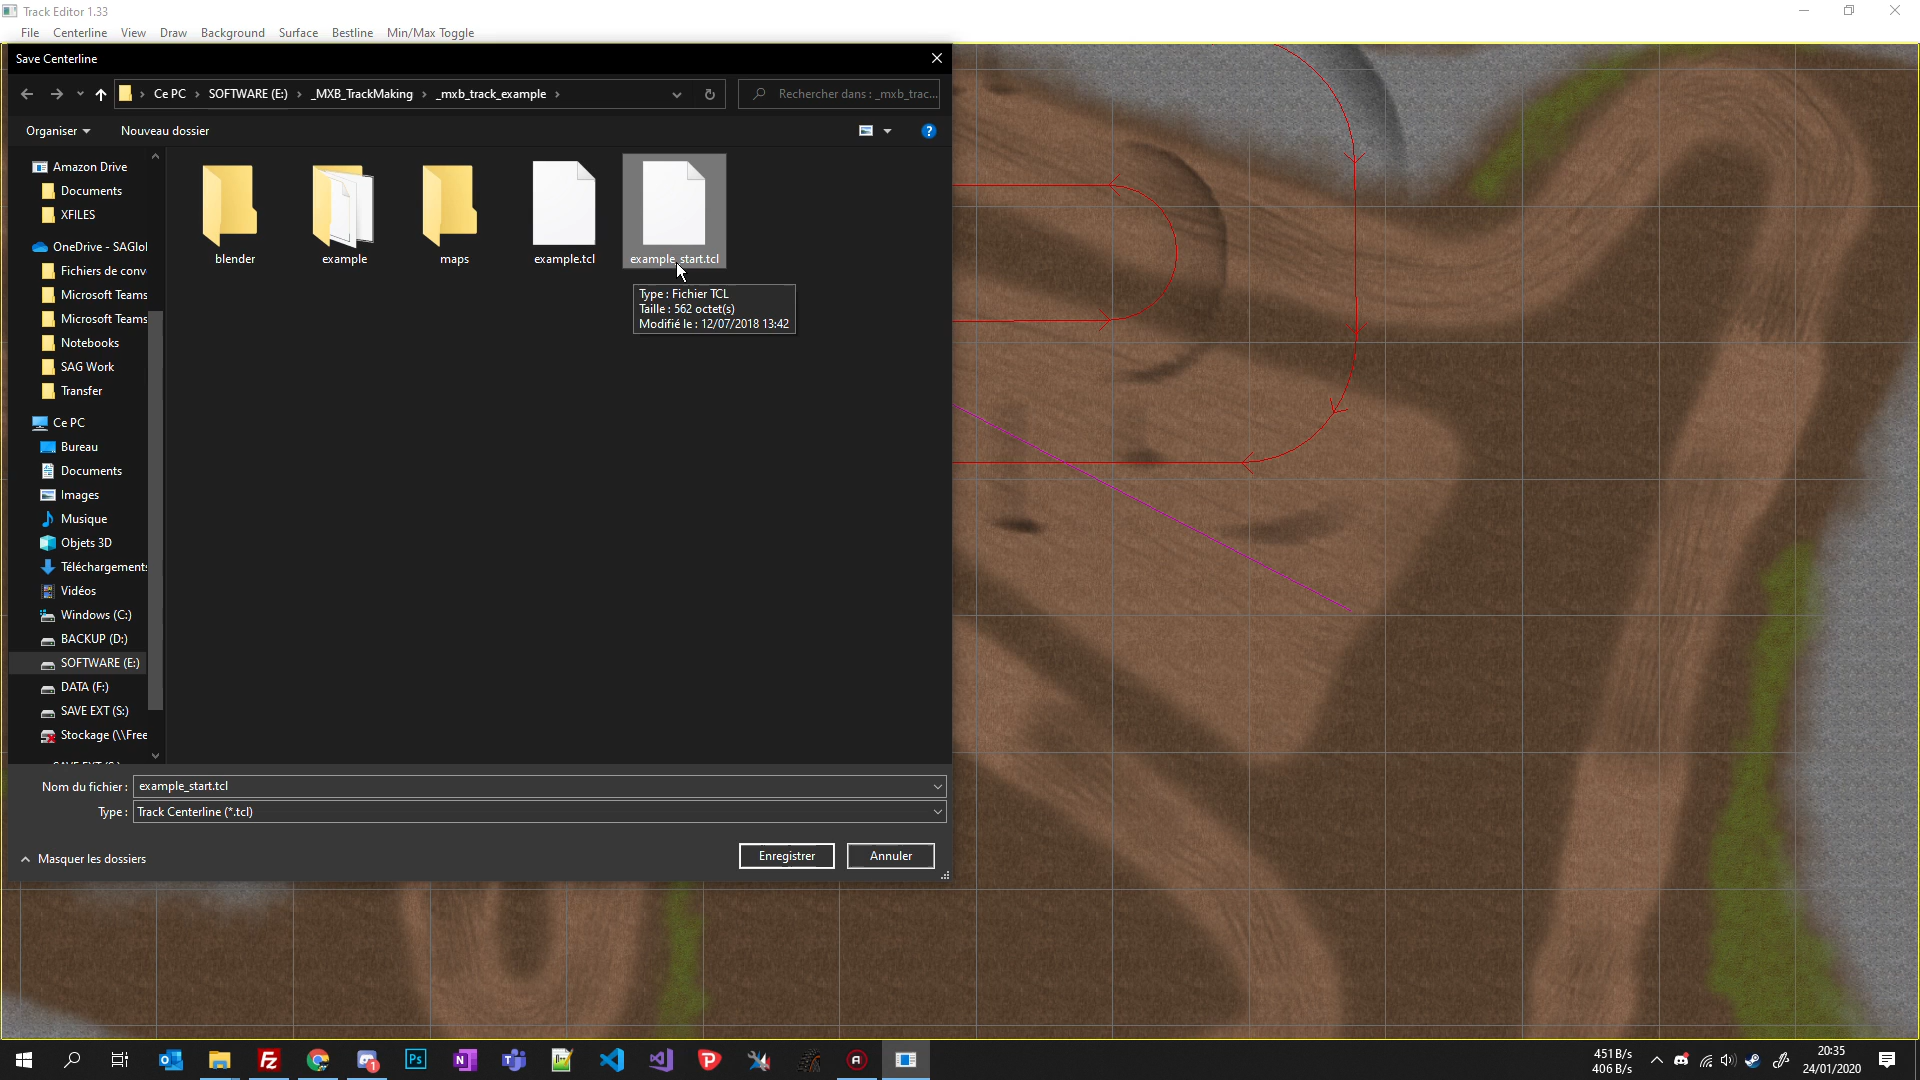 Track Editor 1.33
File Centerline View Draw Background Surface Bestline Min/Max Toggle
Save Centerline
Ce PC › SOFTWARE (E:) › _MXB_TrackMaking › _mxb_track_example ›
Rechercher dans : _mxb_trac...
Organiser Nouveau dossier
Amazon Drive
Documents
XFILES
OneDrive - SAGlol
Fichiers de conv
Microsoft Teams
Microsoft Teams
Notebooks
SAG Work
Transfer
Ce PC
Bureau
Documents
Images
Musique
Objets 3D
Téléchargements
Vidéos
Windows (C:)
BACKUP (D:)
SOFTWARE (E:)
DATA (F:)
SAVE EXT (S:)
Stockage (\\Free
blender
example
maps
example.tcl
example_start.tcl
Type : Fichier TCL
Taille : 562 octet(s)
Modifié le : 12/07/2018 13:42
Nom du fichier : example_start.tcl
Type : Track Centerline (*.tcl)
Masquer les dossiers
Enregistrer
Annuler
451 B/s
406 B/s
20:35
24/01/2020